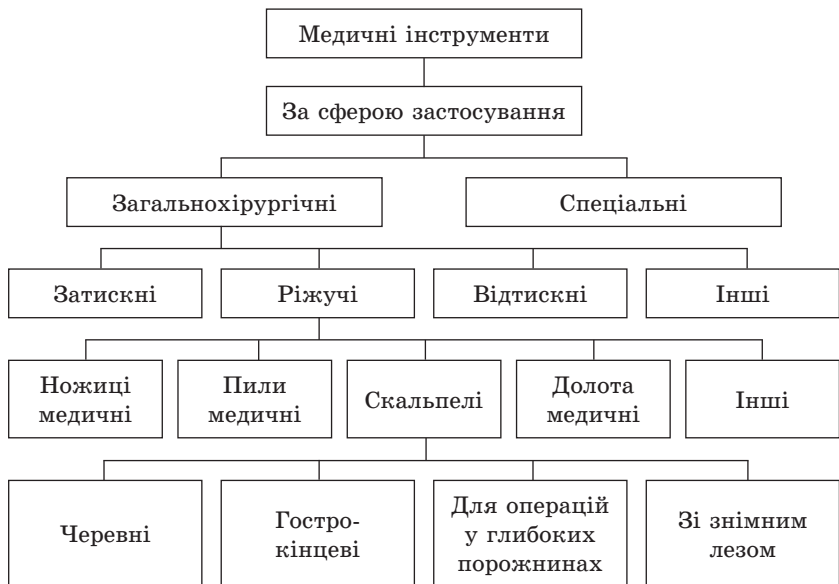 Медичні інструменти
За сферою застосування
Загальнохірургічні
Спеціальні
Затискні
Ріжучі
Відтискні
Інші
Ножиці
медичні
Пили
медичні
Скальпелі
Долота
медичні
Інші
Черевні
Гостро-
кінцеві
Для операцій
у глибоких
порожнинах
Зі знімним
лезом